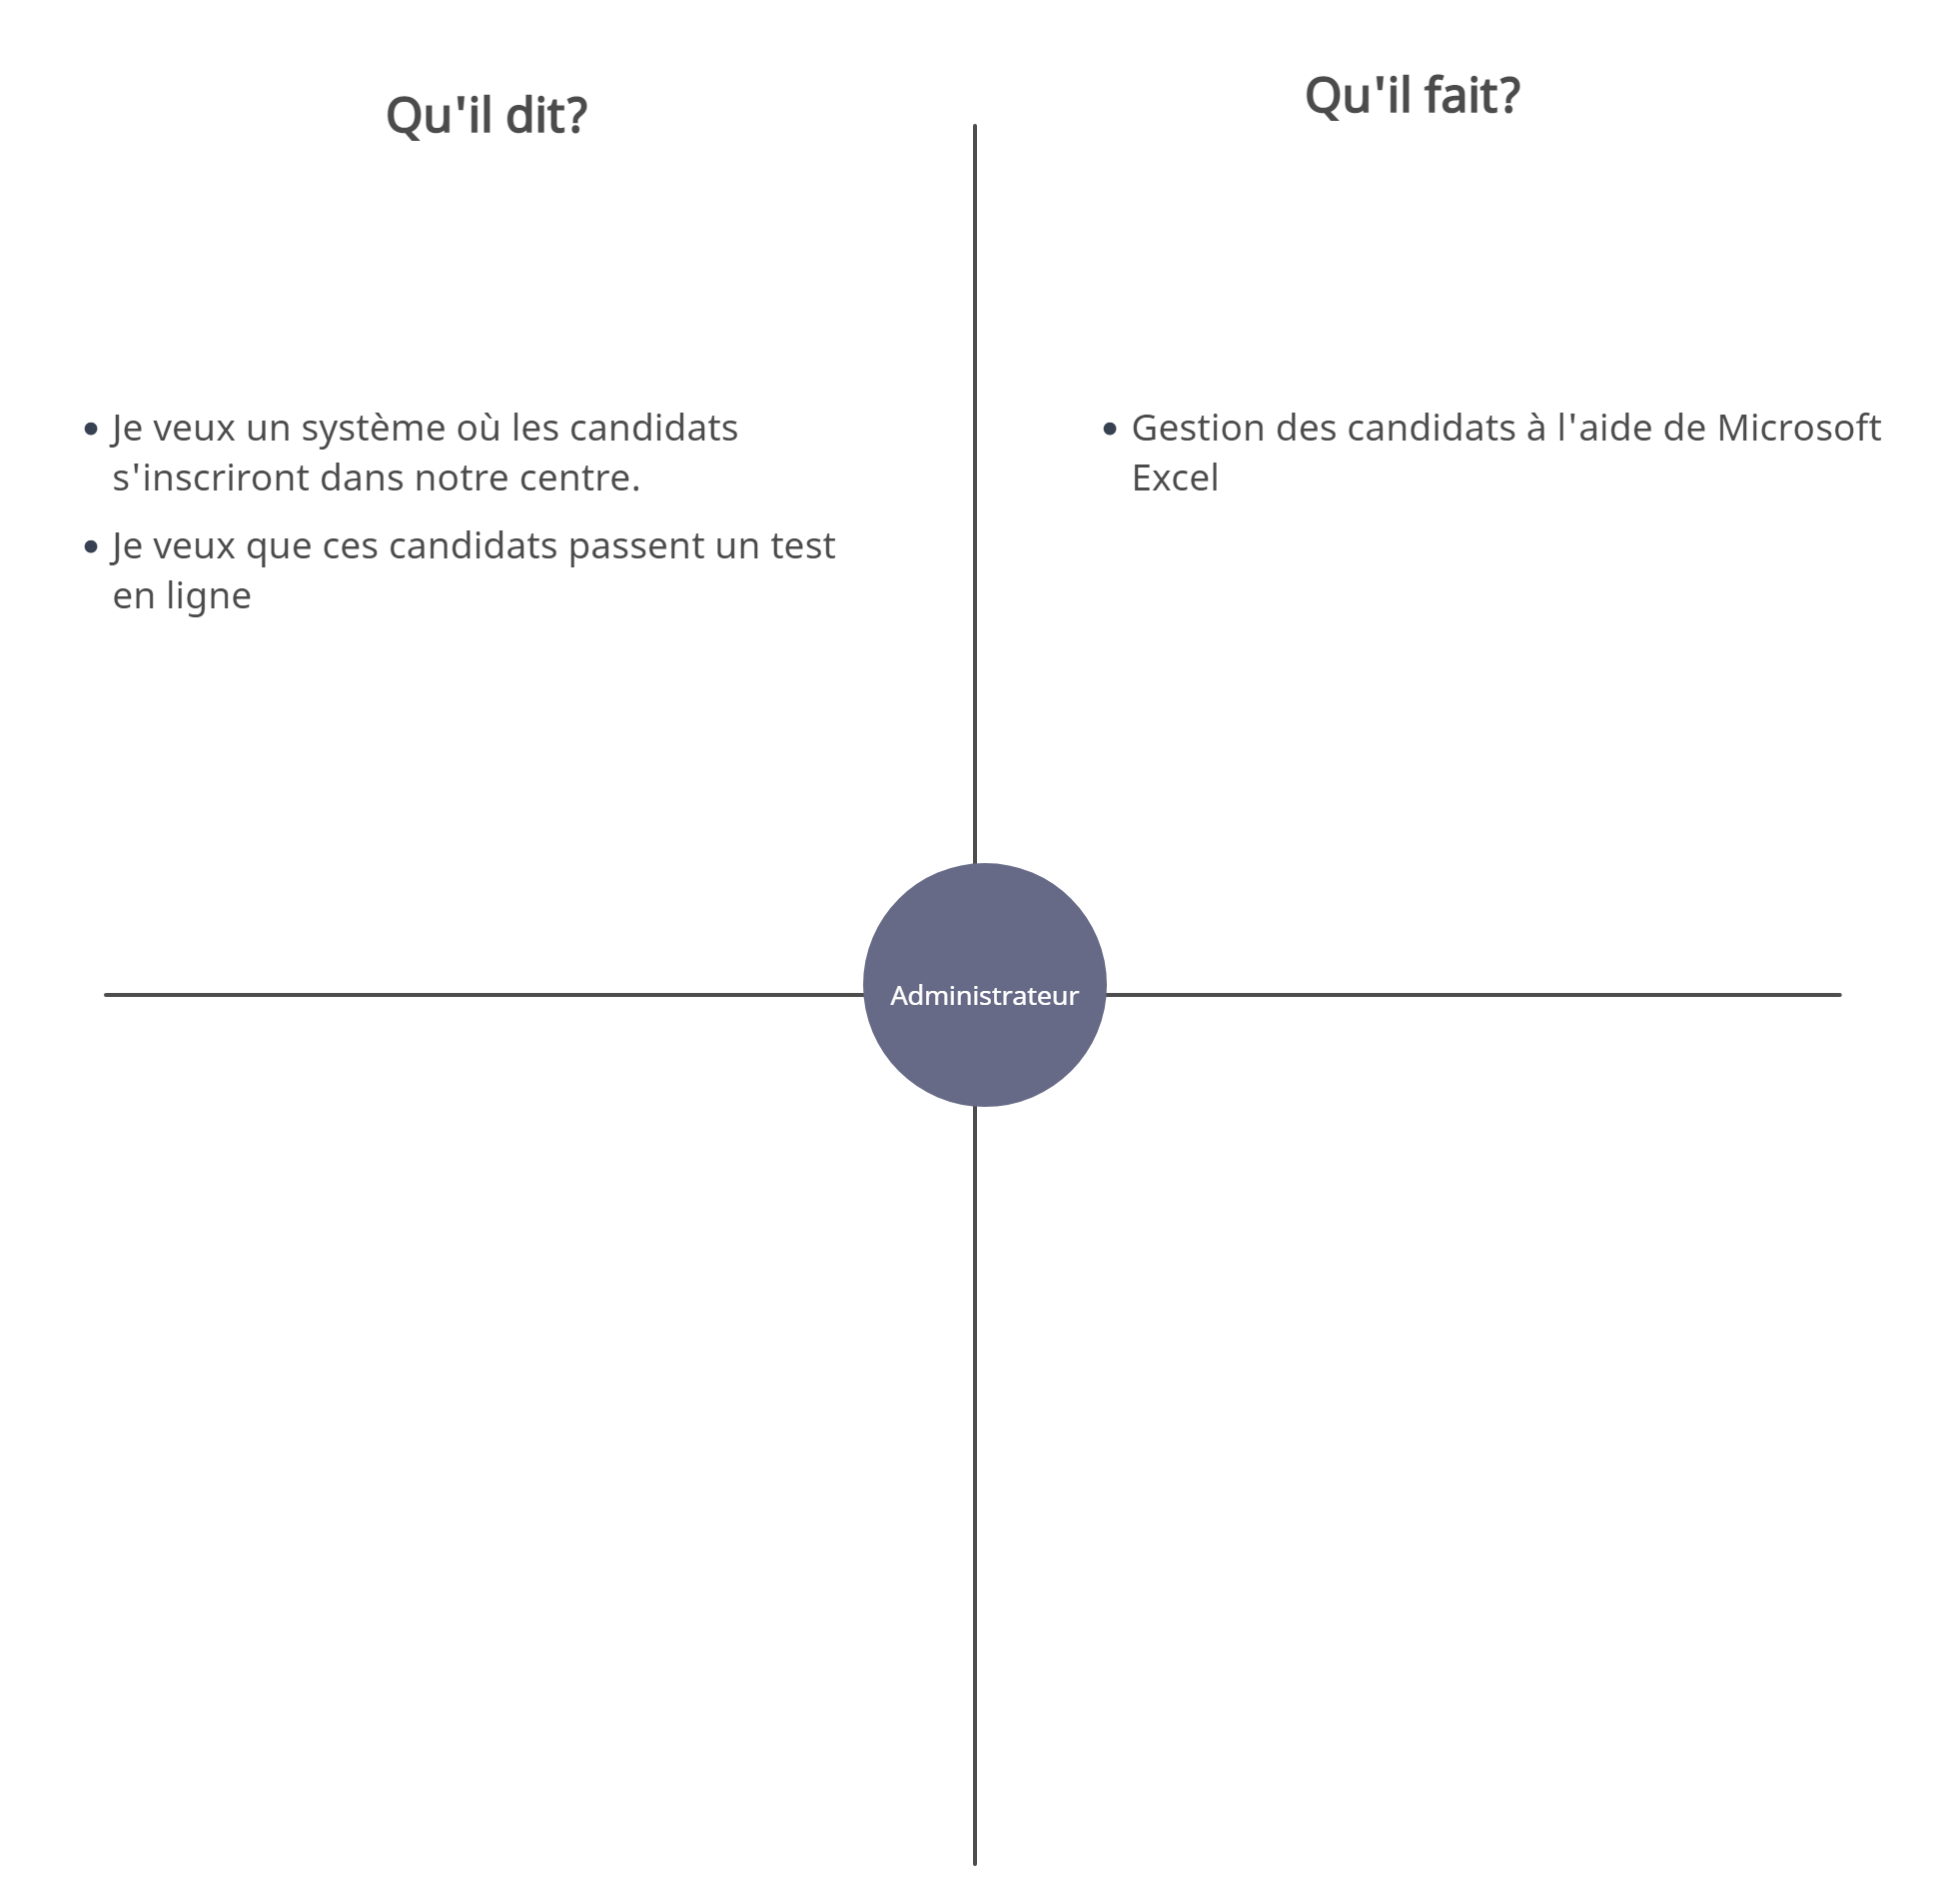 Qu'il dit?
Qu'il fait?
• Je veux un système où les candidats
s'inscriront dans notre centre.
• Je veux que ces candidats passent un test
en ligne
• Gestion des candidats à l'aide de Microsoft
Excel
Administrateur